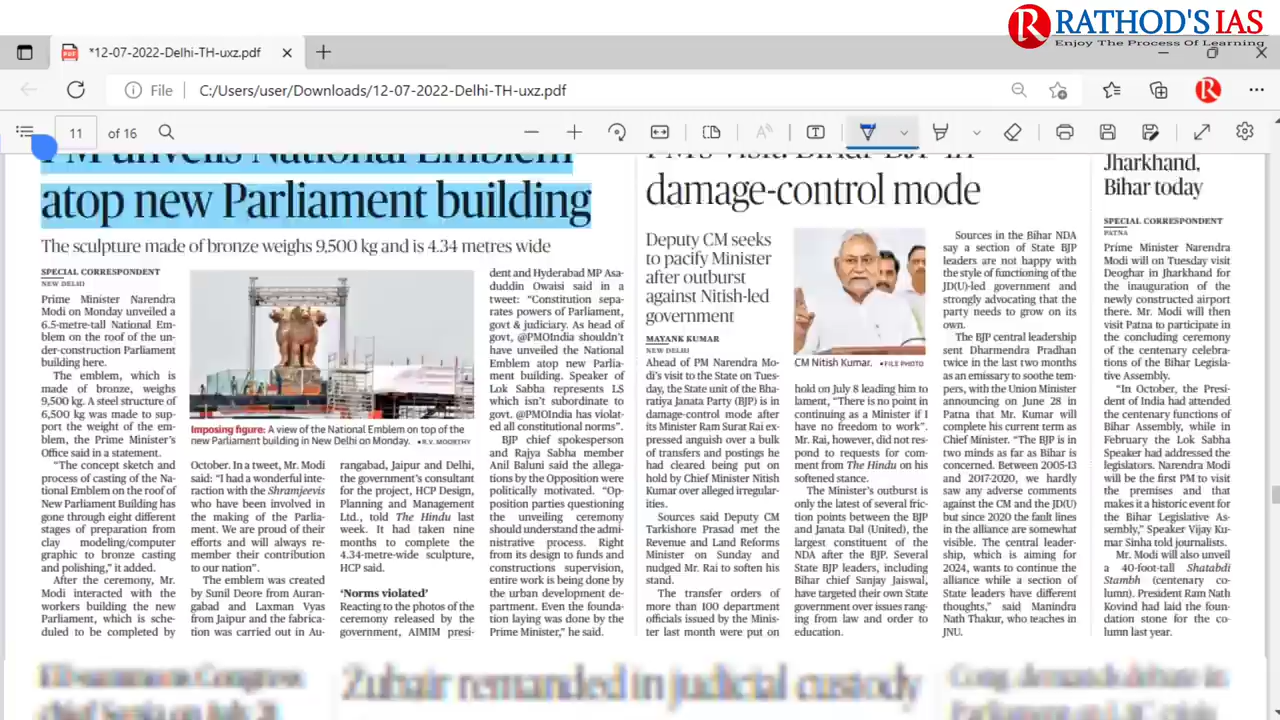 RATHOD'S IAS
Enjoy The Process Of Learning
*12-07-2022-Delhi-TH-uxz.pdf
File
C:/Users/user/Downloads/12-07-2022-Delhi-TH-uxz.pdf
11 of 16
PM unveils National Emblem
atop new Parliament building
The sculpture made of bronze weighs 9,500 kg and is 4.34 metres wide
SPECIAL CORRESPONDENT
NEW DELHI
Prime Minister Narendra
Modi on Monday unveiled a
6.5-metre-tall National Em-
blem on the roof of the un-
der-construction Parliament
building here.
The emblem, which is
made of bronze, weighs
9,500 kg. A steel structure of
6,500 kg was made to sup-
port the weight of the em-
blem, the Prime Minister's
Office said in a statement.
"The concept sketch and
process of casting of the Na-
tional Emblem on the roof of
New Parliament Building has
gone through eight different
stages of preparation from
clay modeling/computer
graphic to bronze casting
and polishing," it added.
After the ceremony, Mr.
Modi interacted with the
workers building the new
Parliament, which is sche-
duled to be completed by
Imposing figure: A view of the National Emblem on top of the
new Parliament building in New Delhi on Monday. • R.V. MOORTHY
October. In a tweet, Mr. Modi
said: "I had a wonderful inte-
raction with the Shramjeevis
who have been involved in
the making of the Parlia-
ment. We are proud of their
efforts and will always re-
member their contribution
to our nation".
The emblem was created
by Sunil Deore from Auran-
gabad and Laxman Vyas
from Jaipur and the fabrica-
tion was carried out in Au-
rangabad, Jaipur and Delhi,
the government's consultant
for the project, HCP Design,
Planning and Management
Ltd., told The Hindu last
week. It had taken nine
months to complete the
4.34-metre-wide sculpture,
HCP said.
'Norms violated'
Reacting to the photos of the
ceremony released by the
government, AIMIM presi-
dent and Hyderabad MP Asa-
duddin Owaisi said in a
tweet: "Constitution sepa-
rates powers of Parliament,
govt & judiciary. As head of
govt, @PMOIndia shouldn't
have unveiled the National
Emblem atop new Parlia-
ment building. Speaker of
Lok Sabha represents LS
which isn't subordinate to
govt. @PMOIndia has violat-
ed all constitutional norms".
BJP chief spokesperson
and Rajya Sabha member
Anil Baluni said the allega-
tions by the Opposition were
politically motivated. "Op-
position parties questioning
the unveiling ceremony
should understand the admi-
nistrative process. Right
from its design to funds and
constructions supervision,
entire work is being done by
the urban development de-
partment. Even the founda-
tion laying was done by the
Prime Minister," he said.
PM's visit: Bihar BJP in
damage-control mode
Deputy CM seeks
to pacify Minister
after outburst
against Nitish-led
government
MAYANK KUMAR
NEW DELHI
Ahead of PM Narendra Mo-
di's visit to the State on Tues-
day, the State unit of the Bha-
ratiya Janata Party (BJP) is in
damage-control mode after
its Minister Ram Surat Rai ex-
pressed anguish over a bulk
of transfers and postings he
had cleared being put on
hold by Chief Minister Nitish
Kumar over alleged irregular-
ities.
Sources said Deputy CM
Tarkishore Prasad met the
Revenue and Land Reforms
Minister on Sunday and
nudged Mr. Rai to soften his
stand.
The transfer orders of
more than 100 department
officials issued by the Minis-
ter last month were put on
CM Nitish Kumar. • FILE PHOTO
hold on July 8 leading him to
lament, "There is no point in
continuing as a Minister if I
have no freedom to work".
Mr. Rai, however, did not res-
pond to requests for com-
ment from The Hindu on his
softened stance.
The Minister's outburst is
only the latest of several fric-
tion points between the BJP
and Janata Dal (United), the
largest constituent of the
NDA after the BJP. Several
State BJP leaders, including
Bihar chief Sanjay Jaiswal,
have targeted their own State
government over issues rang-
ing from law and order to
education.
Sources in the Bihar NDA
say a section of State BJP
leaders are not happy with
the style of functioning of the
JD(U)-led government and
strongly advocating that the
party needs to grow on its
own.
The BJP central leadership
sent Dharmendra Pradhan
twice in the last two months
as an emissary to soothe tem-
pers, with the Union Minister
announcing on June 28 in
Patna that Mr. Kumar will
complete his current term as
Chief Minister. "The BJP is in
two minds as far as Bihar is
concerned. Between 2005-13
and 2017-2020, we hardly
saw any adverse comments
against the CM and the JD(U)
but since 2020 the fault lines
in the alliance are somewhat
visible. The central leader-
ship, which is aiming for
2024, wants to continue the
alliance while a section of
State leaders have different
thoughts," said Manindra
Nath Thakur, who teaches in
JNU.
Jharkhand,
Bihar today
SPECIAL CORRESPONDENT
PATNA
Prime Minister Narendra
Modi will on Tuesday visit
Deoghar in Jharkhand for
the inauguration of the
newly constructed airport
there. Mr. Modi will then
visit Patna to participate in
the concluding ceremony
of the centenary celebra-
tions of the Bihar Legisla-
tive Assembly.
"In October, the Presi-
dent of India had attended
the centenary functions of
Bihar Assembly, while in
February the Lok Sabha
Speaker had addressed the
legislators. Narendra Modi
will be the first PM to visit
the premises and that
makes it a historic event for
the Bihar Legislative As-
sembly," Speaker Vijay Ku-
mar Sinha told journalists.
Mr. Modi will also unveil
a 40-foot-tall Shatabdi
Stambh (centenary co-
lumn). President Ram Nath
Kovind had laid the foun-
dation stone for the co-
lumn last year.
Zubair remanded in judicial custody